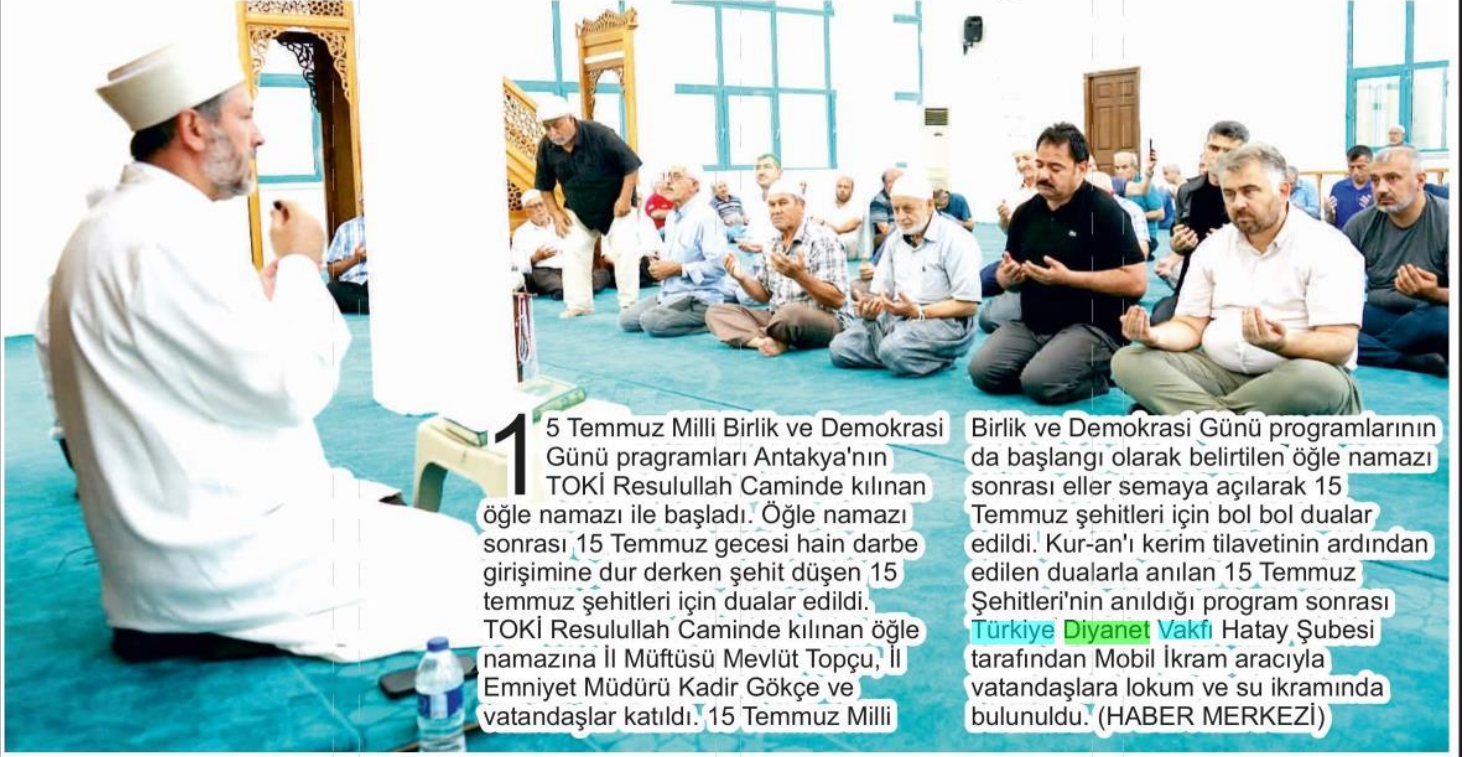 15 Temmuz Milli Birlik ve Demokrasi
Günü pragramları Antakya'nın
TOKİ Resulullah Caminde kılınan
öğle namazı ile başladı. Öğle namazı
sonrası 15 Temmuz gecesi hain darbe
girişimine dur derken şehit düşen 15
temmuz şehitleri için dualar edildi.
TOKİ Resulullah Caminde kılınan öğle
namazına İl Müftüsü Mevlüt Topçu, İl
Emniyet Müdürü Kadir Gökçe ve
vatandaşlar katıldı. 15 Temmuz Milli
Birlik ve Demokrasi Günü programlarının
da başlangı olarak belirtilen öğle namazı
sonrası eller semaya açılarak 15
Temmuz şehitleri için bol bol dualar
edildi. Kur-an'ı kerim tilavetinin ardından
edilen dualarla anılan 15 Temmuz
Şehitleri'nin anıldığı program sonrası
Türkiye Diyanet Vakfı Hatay Şubesi
tarafından Mobil İkram aracıyla
vatandaşlara lokum ve su ikramında
bulunuldu. (HABER MERKEZİ)